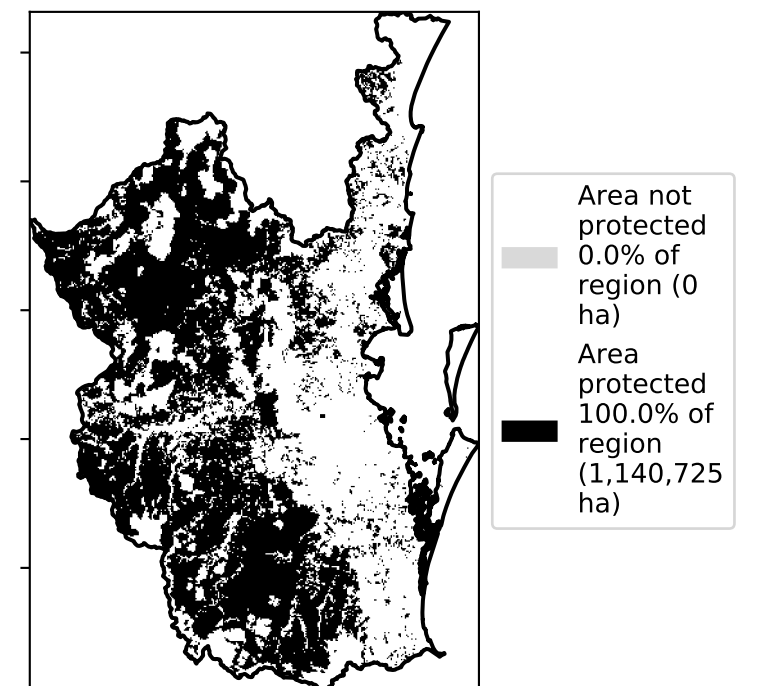 Area not
protected
0.0% of
region (0
ha)
Area
protected
100.0% of
region
(1,140,725
ha)